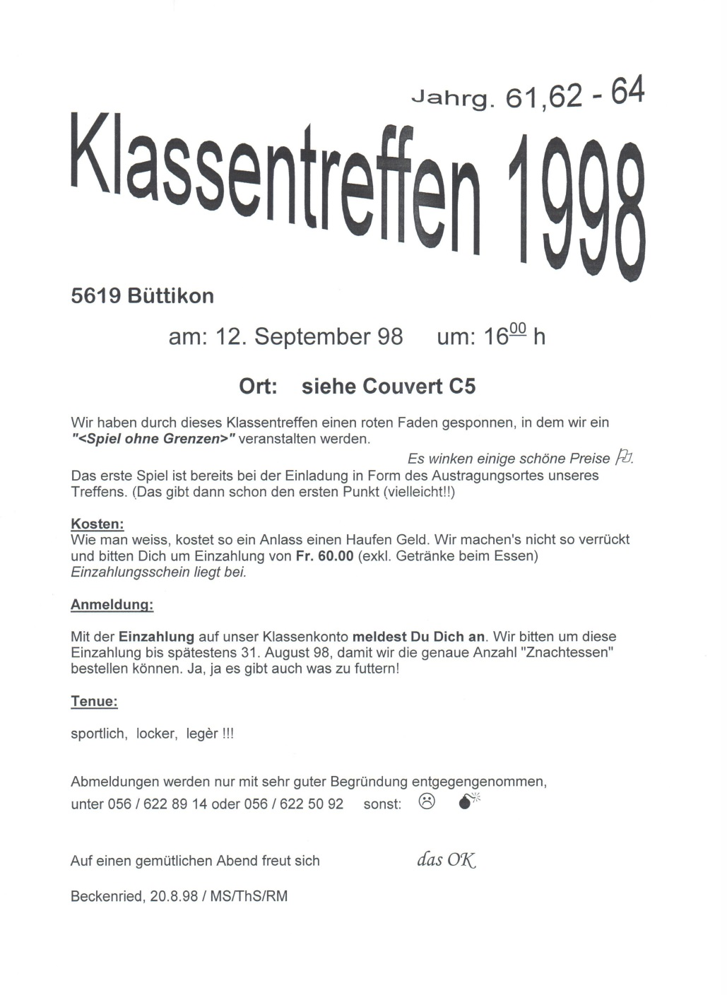 Jahrg. 61,62 - 64
Klassentreffen 1998
5619 Büttikon
am: 12. September 98 um: 16⁰⁰ h
Ort: siehe Couvert C5
Wir haben durch dieses Klassentreffen einen roten Faden gesponnen, in dem wir ein
"<Spiel ohne Grenzen>" veranstalten werden.
Es winken einige schöne Preise .
Das erste Spiel ist bereits bei der Einladung in Form des Austragungsortes unseres
Treffens. (Das gibt dann schon den ersten Punkt (vielleicht!!)
Kosten:
Wie man weiss, kostet so ein Anlass einen Haufen Geld. Wir machen's nicht so verrückt
und bitten Dich um Einzahlung von Fr. 60.00 (exkl. Getränke beim Essen)
Einzahlungsschein liegt bei.
Anmeldung:
Mit der Einzahlung auf unser Klassenkonto meldest Du Dich an. Wir bitten um diese
Einzahlung bis spätestens 31. August 98, damit wir die genaue Anzahl "Znachtessen"
bestellen können. Ja, ja es gibt auch was zu futtern!
Tenue:
sportlich, locker, legèr !!!
Abmeldungen werden nur mit sehr guter Begründung entgegengenommen,
unter 056 / 622 89 14 oder 056 / 622 50 92 sonst: ☹ 💣
Auf einen gemütlichen Abend freut sich das OK
Beckenried, 20.8.98 / MS/ThS/RM